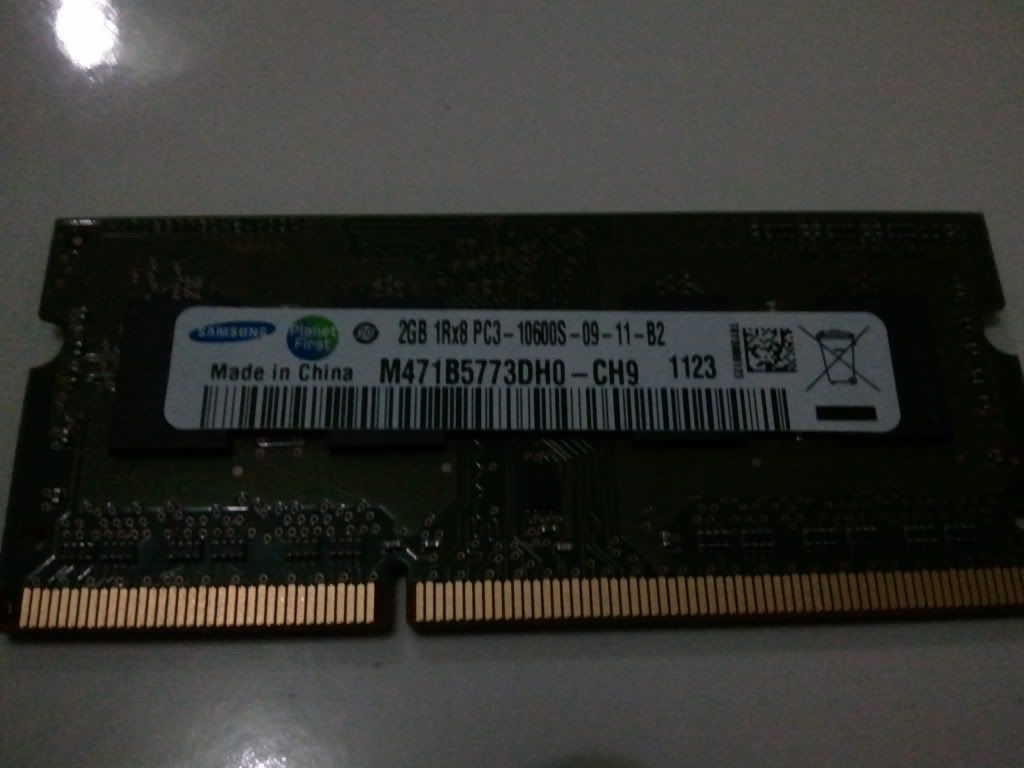 SAMSUNG Planet First 2GB 1Rx8 PC3-10600S-09-11-B2
Made in China M471B5773DH0-CH9 1123